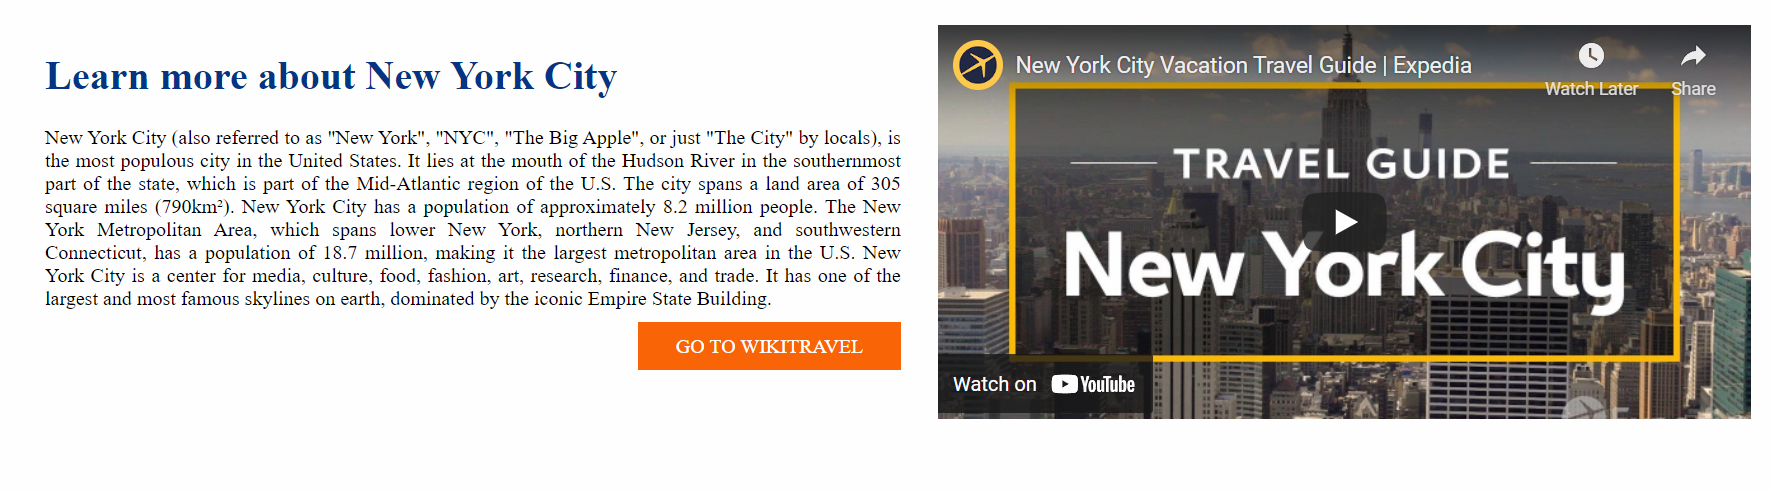 Learn more about New York City
New York City (also referred to as "New York", "NYC", "The Big Apple", or just "The City" by locals), is
the most populous city in the United States. It lies at the mouth of the Hudson River in the southernmost
part of the state, which is part of the Mid-Atlantic region of the U.S. The city spans a land area of 305
square miles (790km²). New York City has a population of approximately 8.2 million people. The New
York Metropolitan Area, which spans lower New York, northern New Jersey, and southwestern
Connecticut, has a population of 18.7 million, making it the largest metropolitan area in the U.S. New
York City is a center for media, culture, food, fashion, art, research, finance, and trade. It has one of the
largest and most famous skylines on earth, dominated by the iconic Empire State Building.
GO TO WIKITRAVEL
New York City Vacation Travel Guide | Expedia
Watch Later
Share
TRAVEL GUIDE
New York City
Watch on YouTube